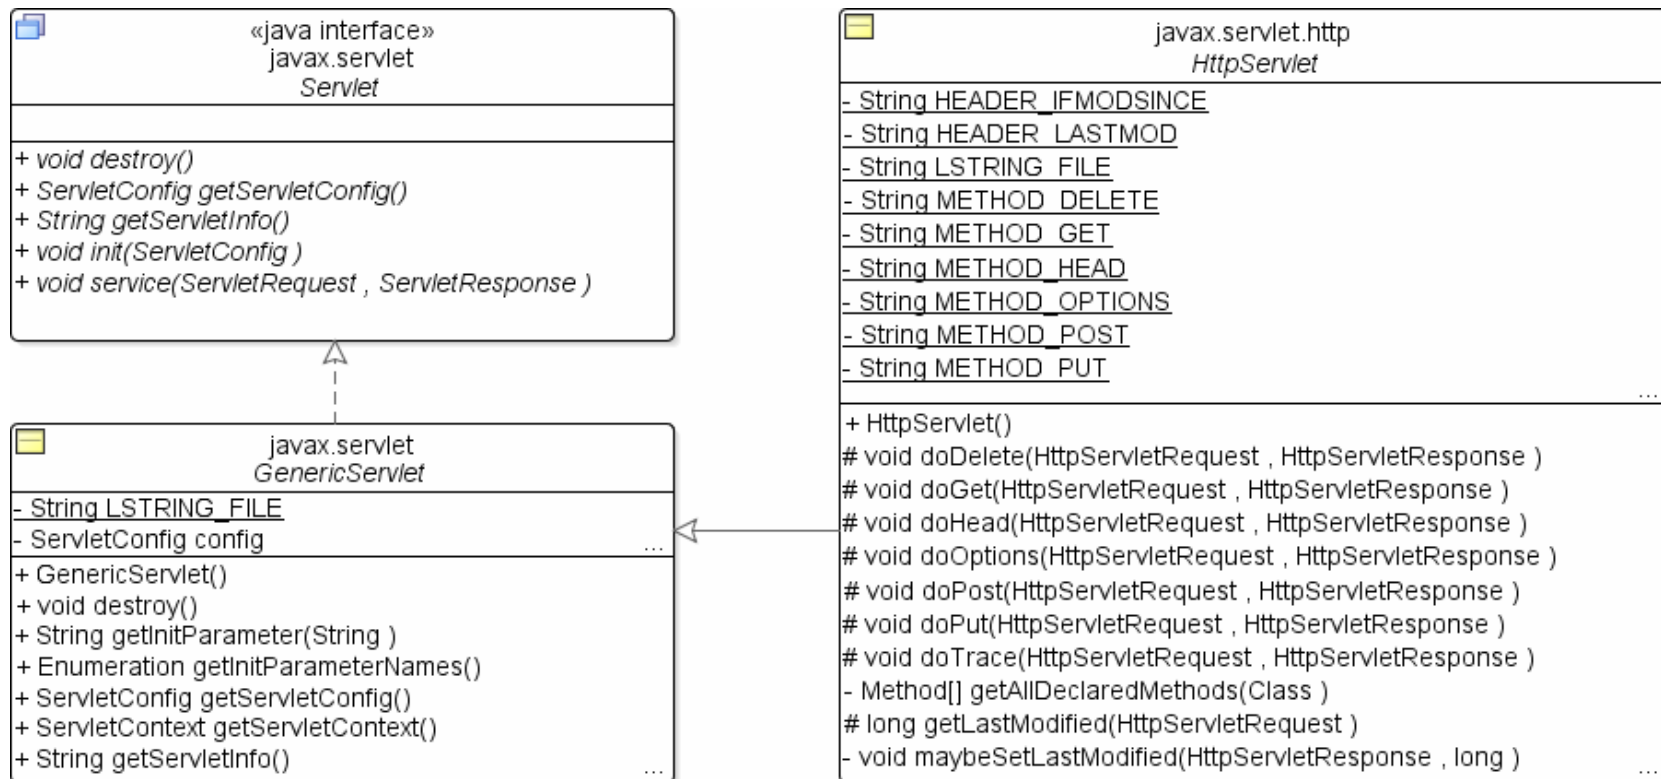 «java interface»
javax.servlet
Servlet
+ void destroy()
+ ServletConfig getServletConfig()
+ String getServletInfo()
+ void init(ServletConfig )
+ void service(ServletRequest , ServletResponse )
javax.servlet
GenericServlet
- String LSTRING_FILE
- ServletConfig config
...
+ GenericServlet()
+ void destroy()
+ String getInitParameter(String )
+ Enumeration getInitParameterNames()
+ ServletConfig getServletConfig()
+ ServletContext getServletContext()
+ String getServletInfo()
...
javax.servlet.http
HttpServlet
- String HEADER_IFMODSINCE
- String HEADER_LASTMOD
- String LSTRING_FILE
- String METHOD_DELETE
- String METHOD_GET
- String METHOD_HEAD
- String METHOD_OPTIONS
- String METHOD_POST
- String METHOD_PUT
...
+ HttpServlet()
# void doDelete(HttpServletRequest , HttpServletResponse )
# void doGet(HttpServletRequest , HttpServletResponse )
# void doHead(HttpServletRequest , HttpServletResponse )
# void doOptions(HttpServletRequest , HttpServletResponse )
# void doPost(HttpServletRequest , HttpServletResponse )
# void doPut(HttpServletRequest , HttpServletResponse )
# void doTrace(HttpServletRequest , HttpServletResponse )
- Method[] getAllDeclaredMethods(Class )
# long getLastModified(HttpServletRequest )
- void maybeSetLastModified(HttpServletResponse , long )
...